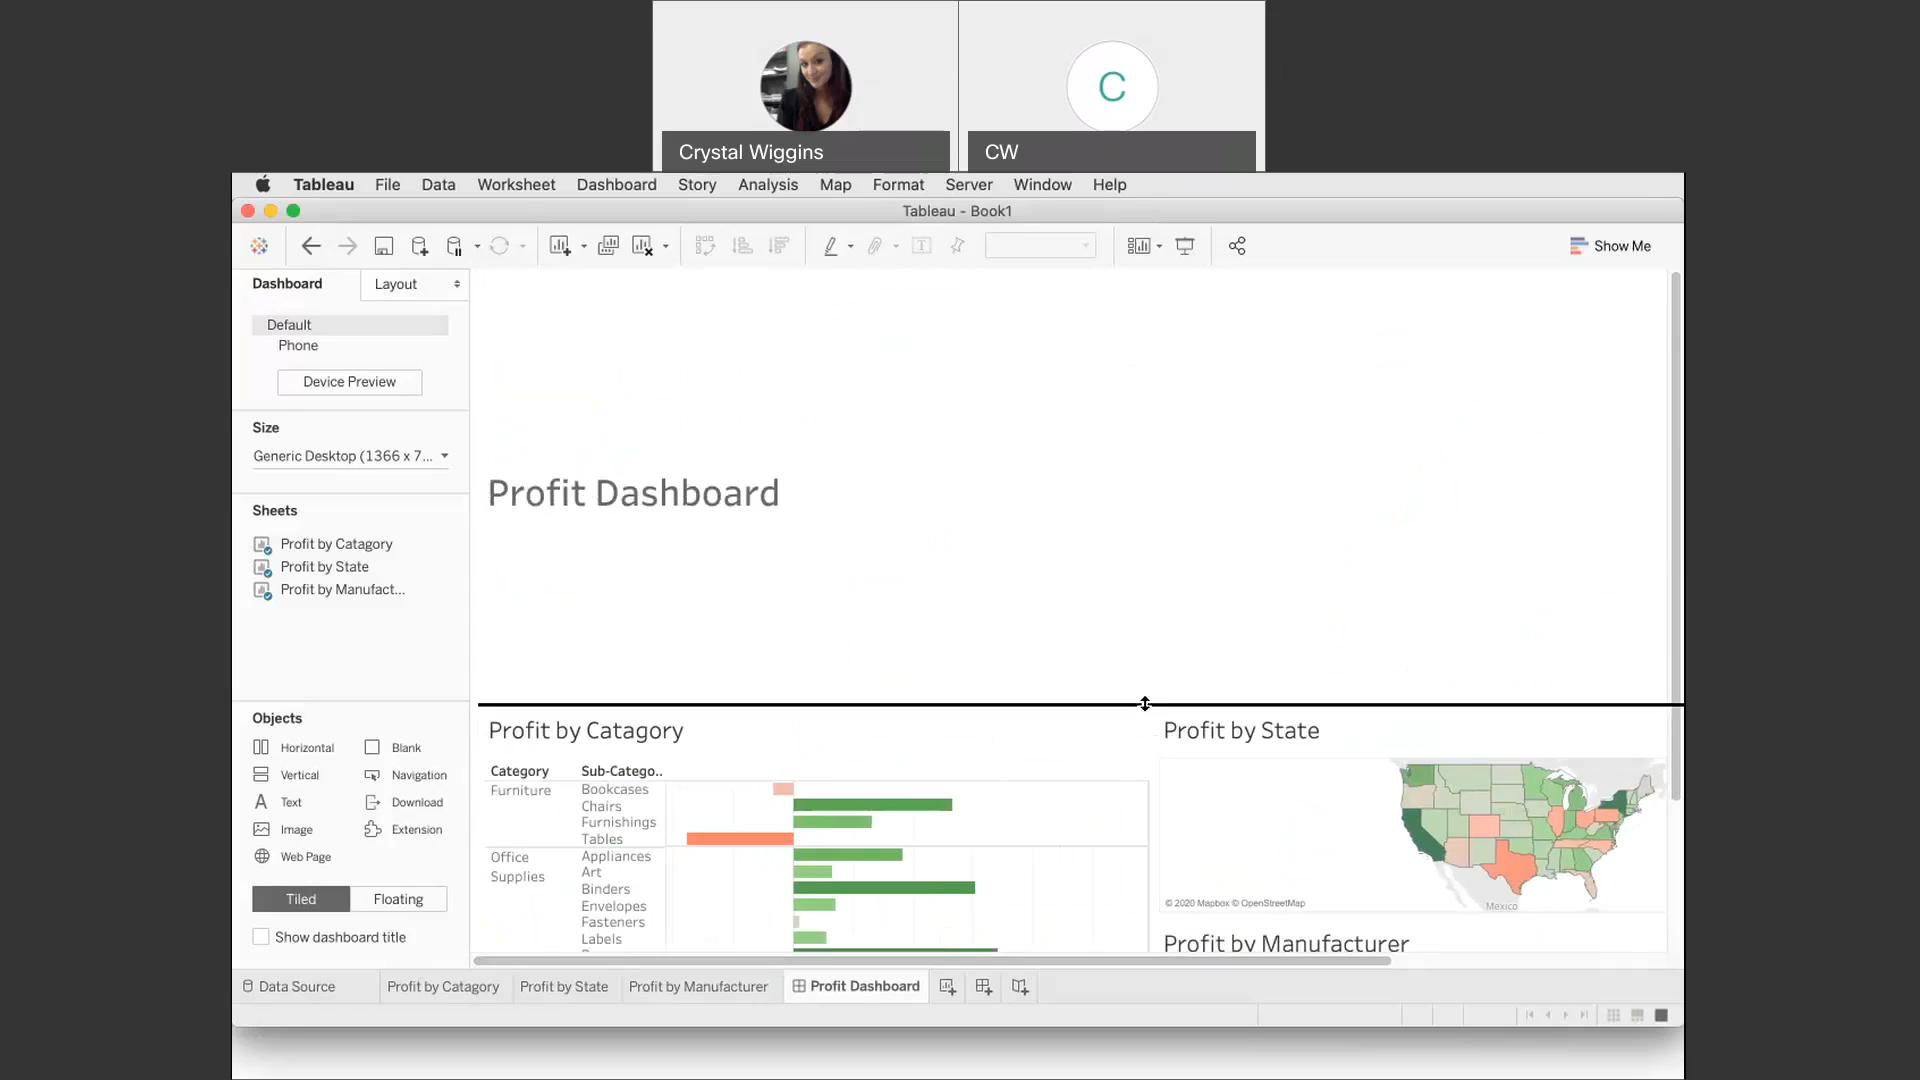 C
Crystal Wiggins
CW
Tableau File Data Worksheet Dashboard Story Analysis Map Format Server Window Help
Tableau - Book1
Show Me
Dashboard
Layout
Default
Phone
Device Preview
Size
Generic Desktop (1366 x 7...
Sheets
Profit by Catagory
Profit by State
Profit by Manufact...
Objects
Horizontal
Blank
Vertical
Navigation
A Text
Download
Image
Extension
Web Page
Tiled
Floating
Show dashboard title
Profit Dashboard
Profit by Catagory
Category
Sub-Catego..
Furniture
Bookcases
Chairs
Furnishings
Tables
Office
Supplies
Appliances
Art
Binders
Envelopes
Fasteners
Labels
Profit by State
© 2020 Mapbox © OpenStreetMap
Mexico
Profit by Manufacturer
Data Source
Profit by Catagory
Profit by State
Profit by Manufacturer
Profit Dashboard